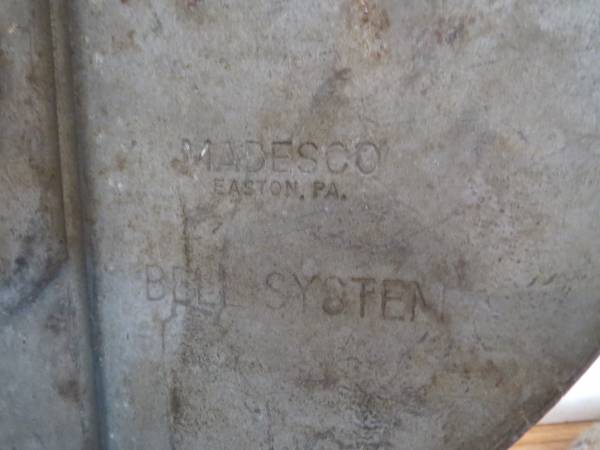 MADESCO
EASTON, PA.
BELL SYSTEM